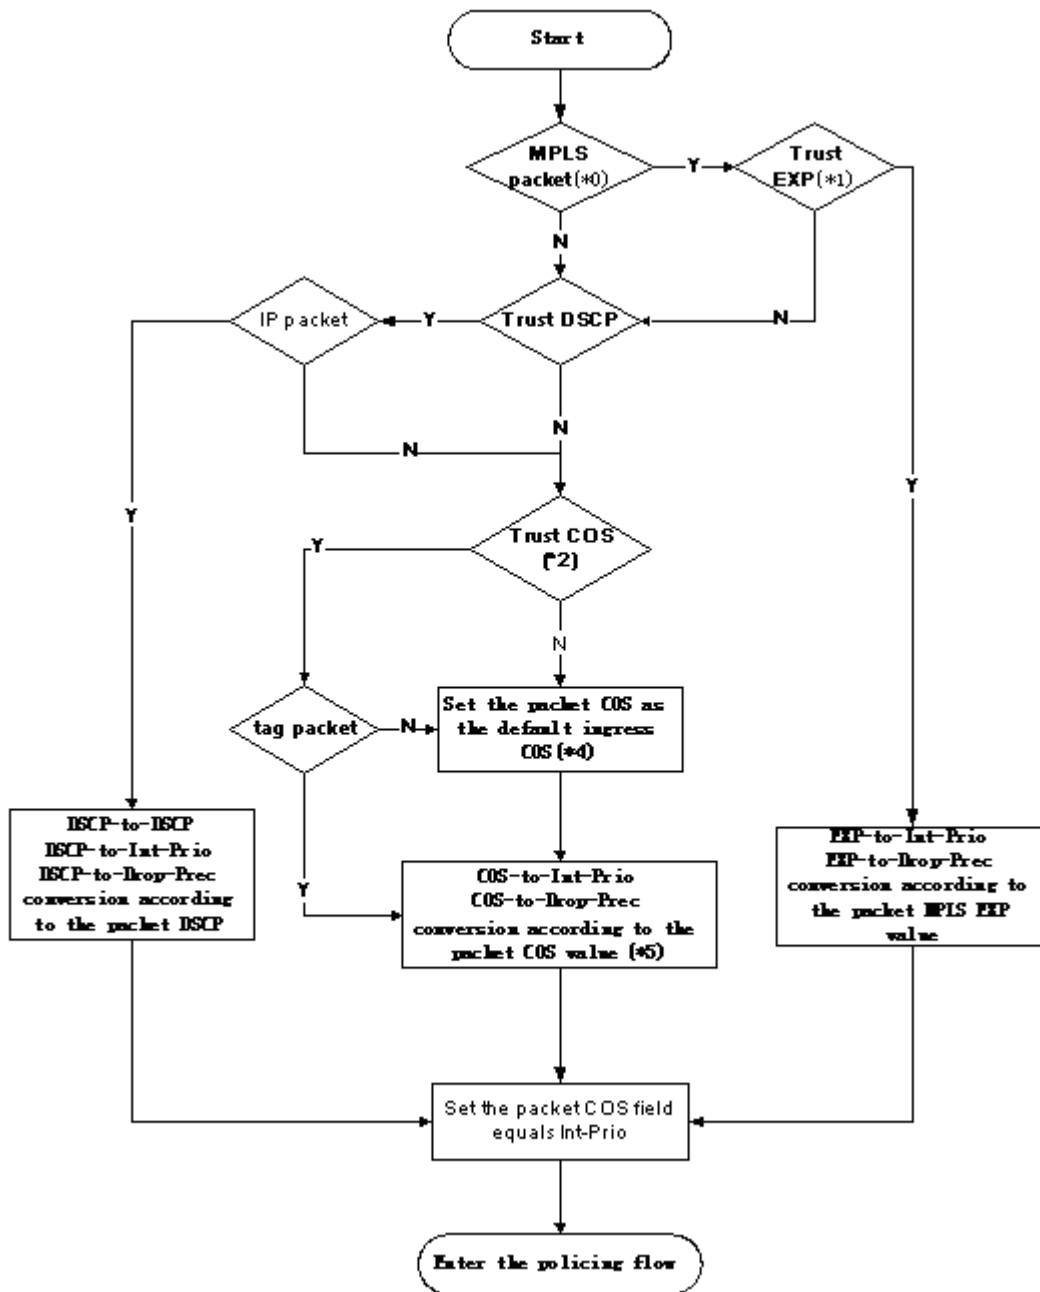 Start
MPLS
packet(*0)
Y
Trust
EXP(*1)
N
IP packet
Y
Trust DSCP
N
N
N
Y
Y
Trust COS
(*2)
Y
N
tag packet
N
Set the packet COS as
the default ingress
COS(*4)
DSCP-to-DSCP
DSCP-to-Int-Prio
DSCP-to-Drop-Prec
conversion according
to the packet DSCP
Y
COS-to-Int-Prio
COS-to-Drop-Prec
conversion according to the
packet COS value (*5)
EXP-to-Int-Prio
EXP-to-Drop-Prec
conversion according to
the packet MPLS EXP
value
Set the packet COS field
equals Int-Prio
Enter the policing flow